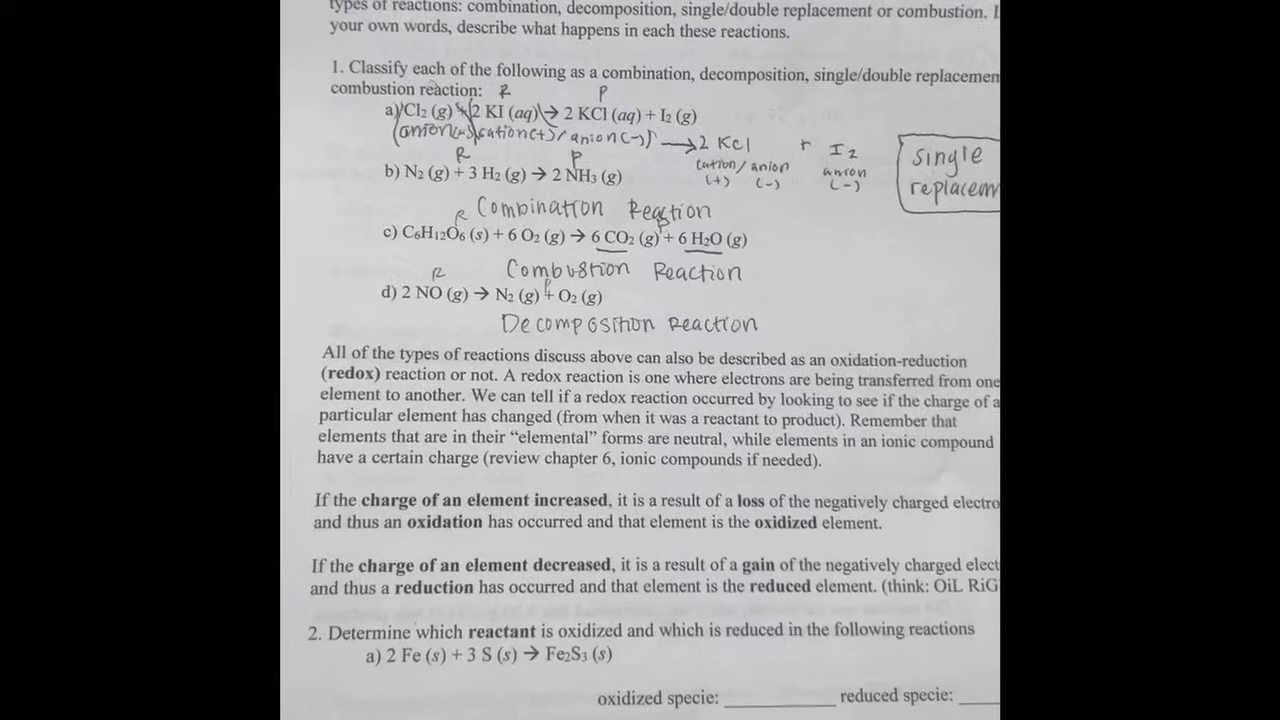 types of reactions: combination, decomposition, single/double replacement or combustion.
your own words, describe what happens in each these reactions.
1. Classify each of the following as a combination, decomposition, single/double replacemen
combustion reaction: R P
a) Cl₂ (g) + 2 KI (aq) → 2 KCl (aq) + I₂ (g)
(anion(-) cation(+)/anion(-) → 2 KCl + I2
cation/anion anion
(+) (-) (-)
single
replacem
R P
b) N₂ (g) + 3 H₂ (g) → 2 NH₃ (g)
Combination Reaction
R P
c) C₆H₁₂O₆ (s) + 6 O₂ (g) → 6 CO₂ (g) + 6 H₂O (g)
Combustion Reaction
R P
d) 2 NO (g) → N₂ (g) + O₂ (g)
Decomposition Reaction
All of the types of reactions discuss above can also be described as an oxidation-reduction
(redox) reaction or not. A redox reaction is one where electrons are being transferred from one
element to another. We can tell if a redox reaction occurred by looking to see if the charge of a
particular element has changed (from when it was a reactant to product). Remember that
elements that are in their “elemental” forms are neutral, while elements in an ionic compound
have a certain charge (review chapter 6, ionic compounds if needed).
If the charge of an element increased, it is a result of a loss of the negatively charged electro
and thus an oxidation has occurred and that element is the oxidized element.
If the charge of an element decreased, it is a result of a gain of the negatively charged elect
and thus a reduction has occurred and that element is the reduced element. (think: OiL RiG
2. Determine which reactant is oxidized and which is reduced in the following reactions
a) 2 Fe (s) + 3 S (s) → Fe₂S₃ (s)
oxidized specie: ____________ reduced specie: ____